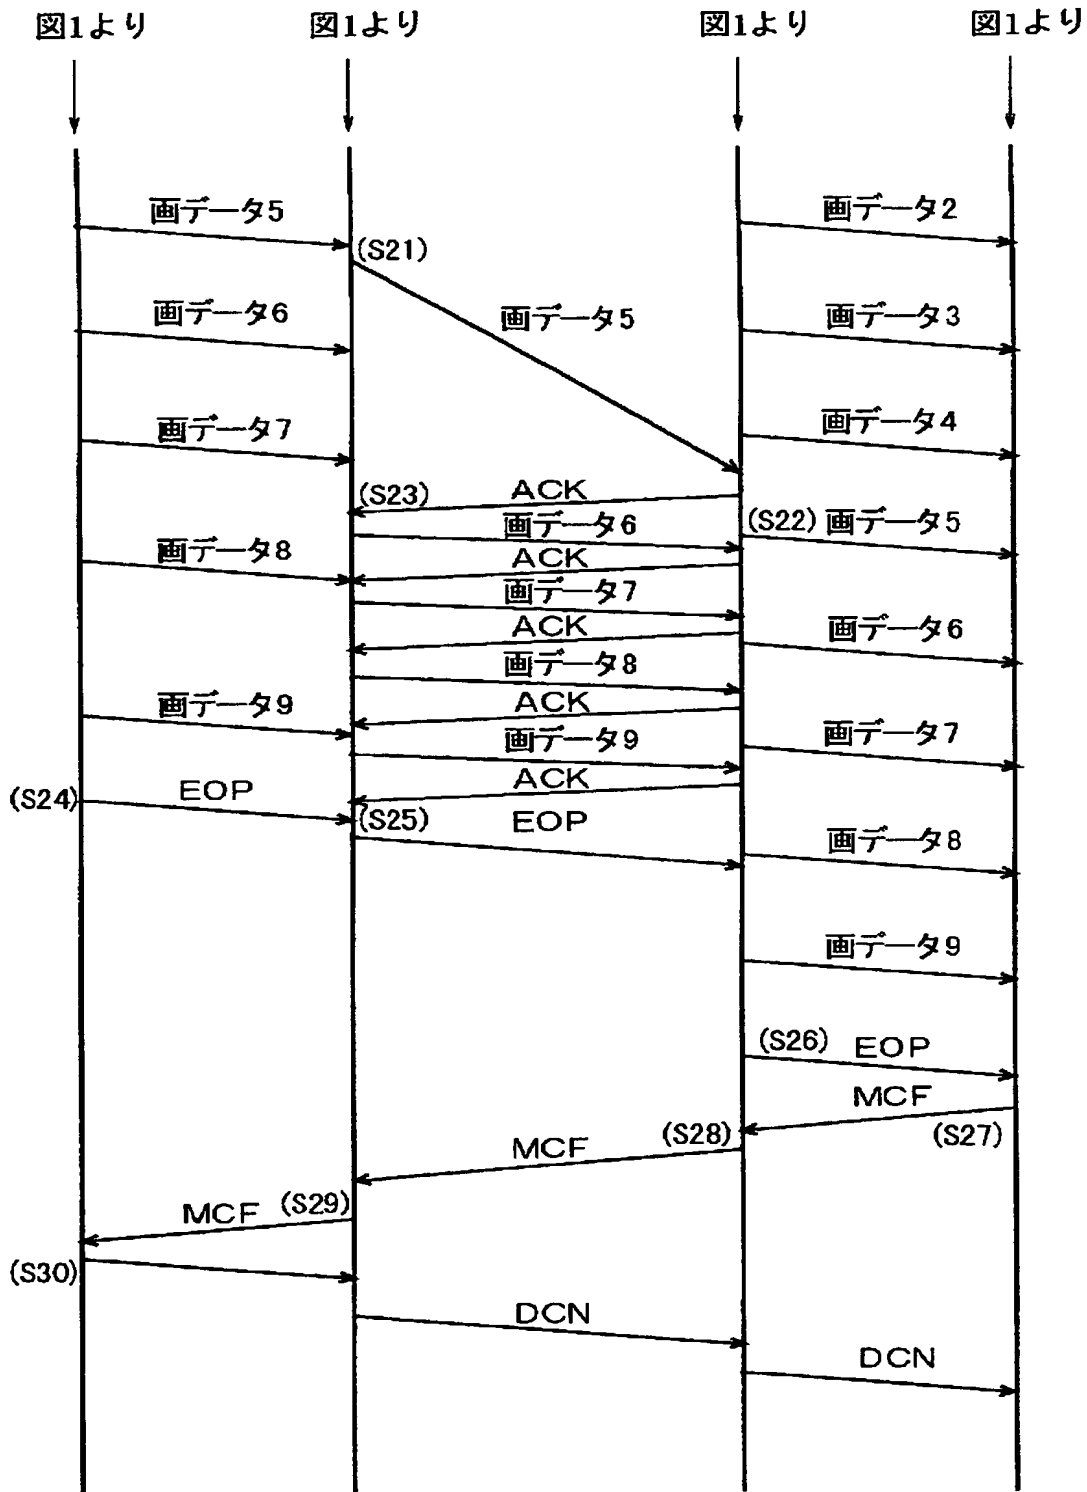 図1より 図1より 図1より 図1より
画データ5 画データ2
(S21)
画データ6 画データ5 画データ3
画データ7 画データ4
(S23) ACK
画データ6 (S22) 画データ5
画データ8 ACK
画データ7
ACK 画データ6
画データ8
画データ9 ACK
画データ9 画データ7
(S24) EOP ACK
(S25) EOP
画データ8
画データ9
(S26) EOP
MCF
MCF (S28) (S27)
MCF (S29)
(S30)
DCN
DCN